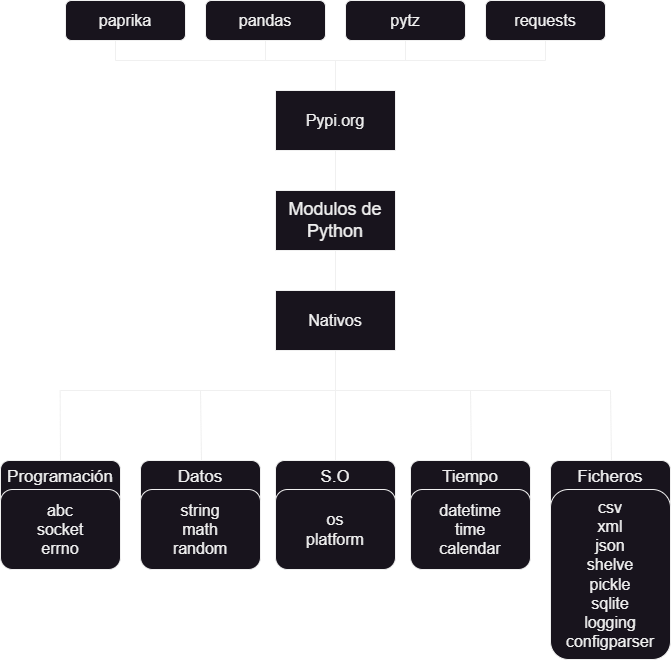 paprika
pandas
pytz
requests
Pypi.org
Modulos de
Python
Nativos
Programación
abc
socket
errno
Datos
string
math
random
S.O
os
platform
Tiempo
datetime
time
calendar
Ficheros
csv
xml
json
shelve
pickle
sqlite
logging
configparser